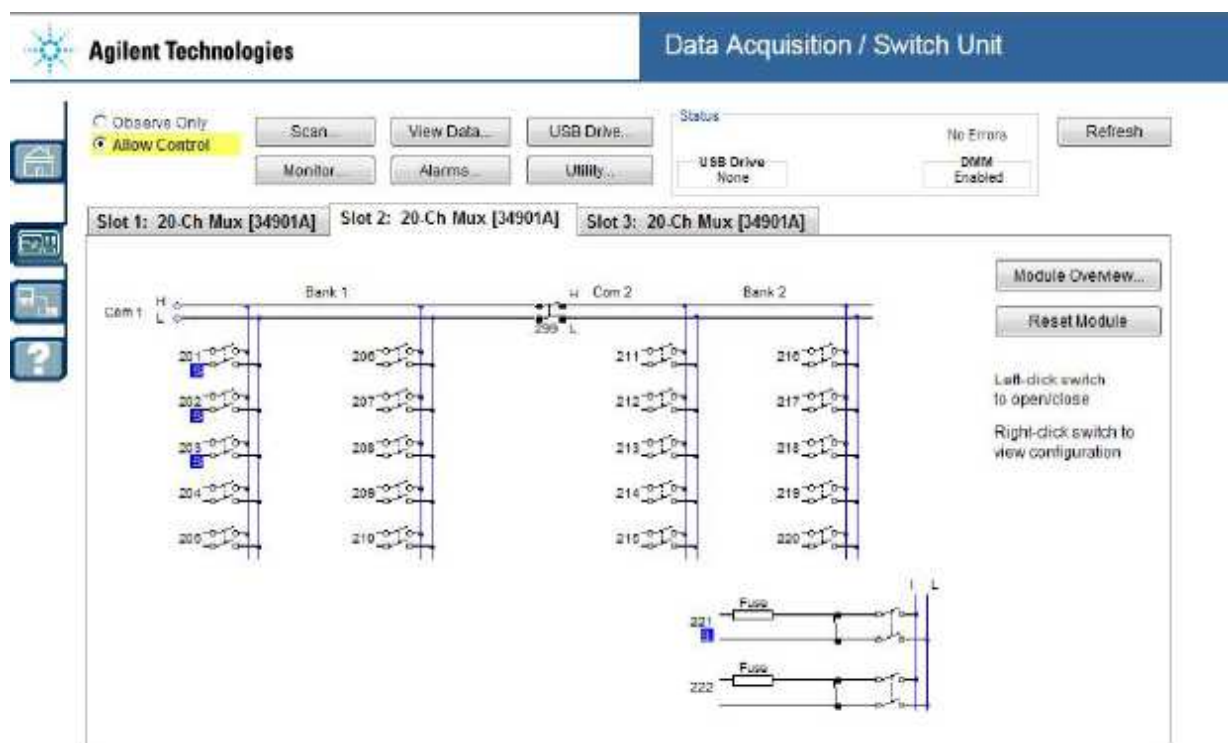 Agilent Technologies
Data Acquisition / Switch Unit
Observe Only
Allow Control
Scan...
View Data...
USB Drive...
Monitor...
Alarms...
Utility...
Status
No Errors
USB Drive
None
DMM
Enabled
Refresh
Slot 1: 20-Ch Mux [34901A]
Slot 2: 20-Ch Mux [34901A]
Slot 3: 20-Ch Mux [34901A]
Module Overview...
Reset Module
Left-click switch
to open/close
Right-click switch to
view configuration
Com 1
H
L
Bank 1
H Com 2
Bank 2
299 L
201 206 211 216
S
202 207 212 217
S
203 208 213 218
S
204 209 214 219
205 210 215 220
I L
221 Fuse
S
222 Fuse